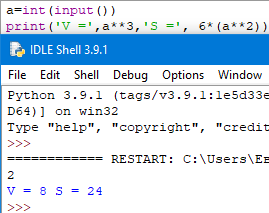 a=int(input())
print('V =',a**3,'S =', 6*(a**2))
IDLE Shell 3.9.1
File Edit Shell Debug Options Window
Python 3.9.1 (tags/v3.9.1:1e5d33e
D64)] on win32
Type "help", "copyright", "credit
>>>
============ RESTART: C:\Users\Er
2
V = 8 S = 24
>>>